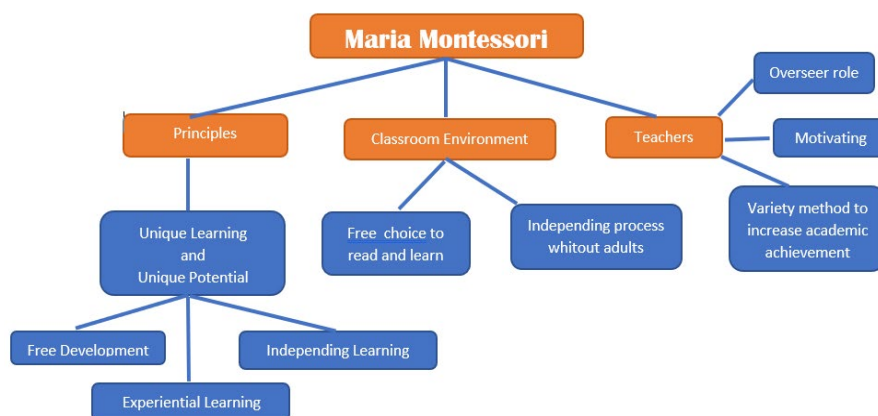 Maria Montessori
Principles
Classroom Environment
Teachers
Overseer role
Motivating
Variety method to
increase academic
achievement
Free choice to
read and learn
Independing process
whitout adults
Unique Learning
and
Unique Potential
Free Development
Independing Learning
Experiential Learning